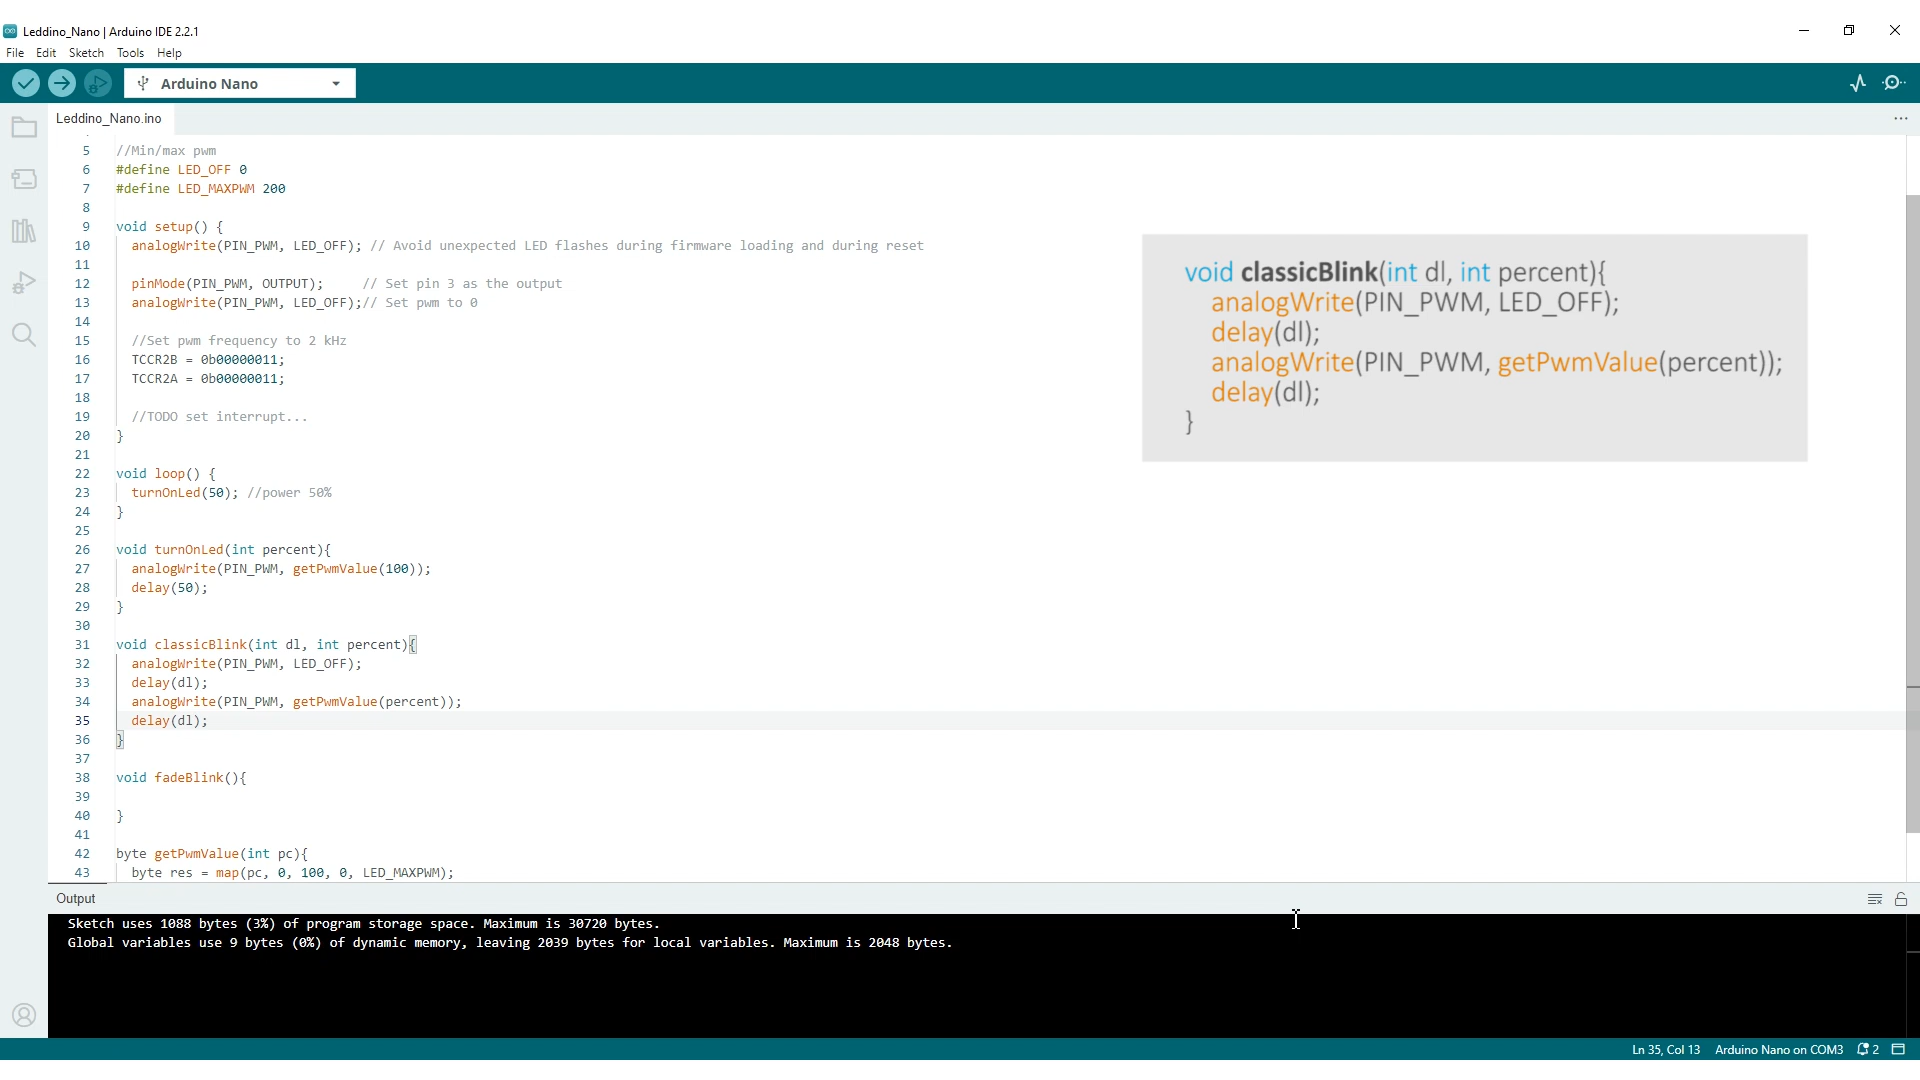 Leddino_Nano | Arduino IDE 2.2.1
File Edit Sketch Tools Help
Arduino Nano
Leddino_Nano.ino
5 //Min/max pwm
6 #define LED_OFF 0
7 #define LED_MAXPWM 200
8
9 void setup() {
10 analogWrite(PIN_PWM, LED_OFF); // Avoid unexpected LED flashes during firmware loading and during reset
11
12 pinMode(PIN_PWM, OUTPUT); // Set pin 3 as the output
13 analogWrite(PIN_PWM, LED_OFF);// Set pwm to 0
14
15 //Set pwm frequency to 2 kHz
16 TCCR2B = 0b00000011;
17 TCCR2A = 0b00000011;
18
19 //TODO set interrupt...
20 }
21
22 void loop() {
23 turnOnLed(50); //power 50%
24 }
25
26 void turnOnLed(int percent){
27 analogWrite(PIN_PWM, getPwmValue(100));
28 delay(50);
29 }
30
31 void classicBlink(int dl, int percent){
32 analogWrite(PIN_PWM, LED_OFF);
33 delay(dl);
34 analogWrite(PIN_PWM, getPwmValue(percent));
35 delay(dl);
36 }
37
38 void fadeBlink(){
39
40 }
41
42 byte getPwmValue(int pc){
43 byte res = map(pc, 0, 100, 0, LED_MAXPWM);
void classicBlink(int dl, int percent){
analogWrite(PIN_PWM, LED_OFF);
delay(dl);
analogWrite(PIN_PWM, getPwmValue(percent));
delay(dl);
}
Output
Sketch uses 1088 bytes (3%) of program storage space. Maximum is 30720 bytes.
Global variables use 9 bytes (0%) of dynamic memory, leaving 2039 bytes for local variables. Maximum is 2048 bytes.
Ln 35, Col 13 Arduino Nano on COM3 2